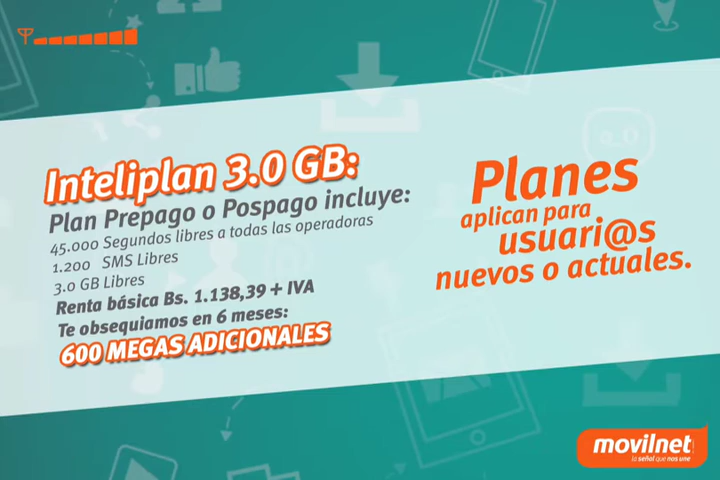 Inteliplan 3.0 GB:
Plan Prepago o Pospago incluye:
45.000 Segundos libres a todas las operadoras
1.200 SMS Libres
3.0 GB Libres
Renta básica Bs. 1.138,39 + IVA
Te obsequiamos en 6 meses:
600 MEGAS ADICIONALES
Planes
aplican para
usuari@s
nuevos o actuales.
movilnet
la señal que nos une